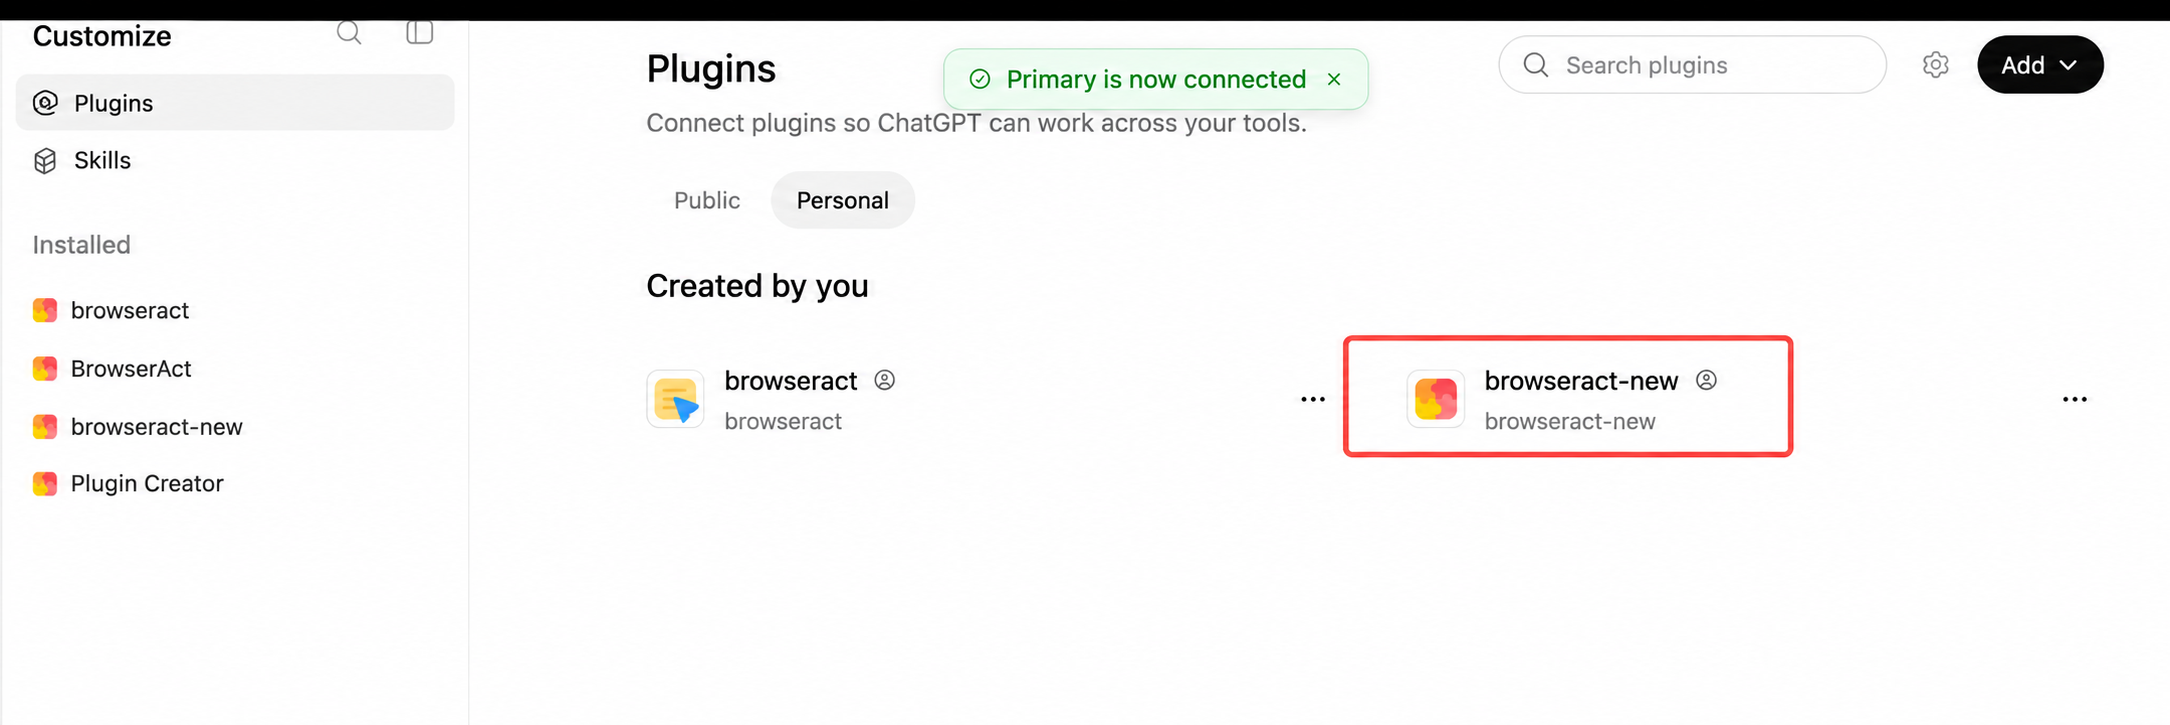 Customize
Plugins
Skills
Installed
browseract
BrowserAct
browseract-new
Plugin Creator
Plugins
Primary is now connected
Search plugins
Add
Connect plugins so ChatGPT can work across your tools.
Public
Personal
Created by you
browseract
browseract
browseract-new
browseract-new